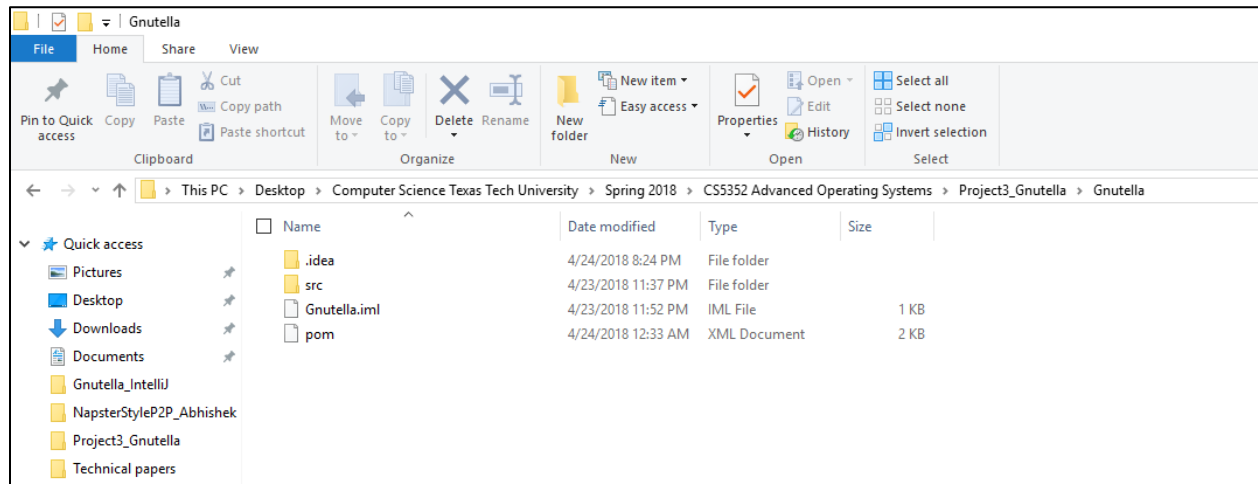 Gnutella
File Home Share View
Pin to Quick access
Copy
Paste
Cut
Copy path
Paste shortcut
Clipboard
Move to
Copy to
Delete
Rename
Organize
New folder
New item
Easy access
New
Properties
Open
Edit
History
Open
Select all
Select none
Invert selection
Select
This PC > Desktop > Computer Science Texas Tech University > Spring 2018 > CS5352 Advanced Operating Systems > Project3_Gnutella > Gnutella
Name Date modified Type Size
Quick access
Pictures
Desktop
Downloads
Documents
Gnutella_IntelliJ
NapsterStyleP2P_Abhishek
Project3_Gnutella
Technical papers
.idea 4/24/2018 8:24 PM File folder
src 4/23/2018 11:37 PM File folder
Gnutella.iml 4/23/2018 11:52 PM IML File 1 KB
pom 4/24/2018 12:33 AM XML Document 2 KB